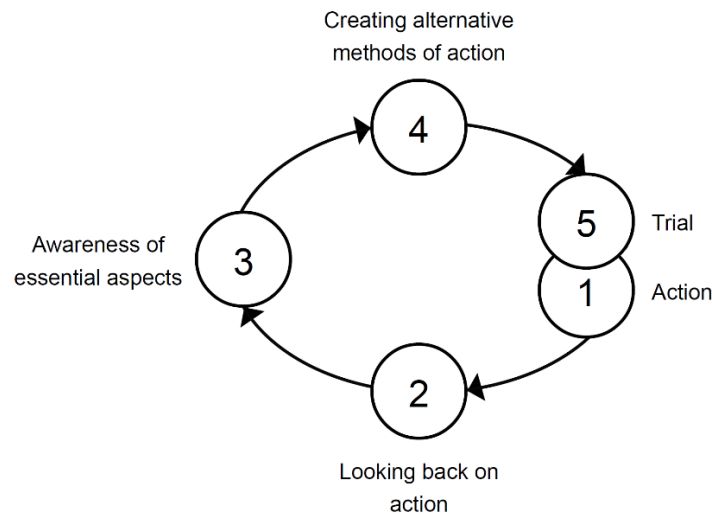 Creating alternative
methods of action
4
5
Trial
Awareness of
essential aspects
3
1
Action
2
Looking back on
action